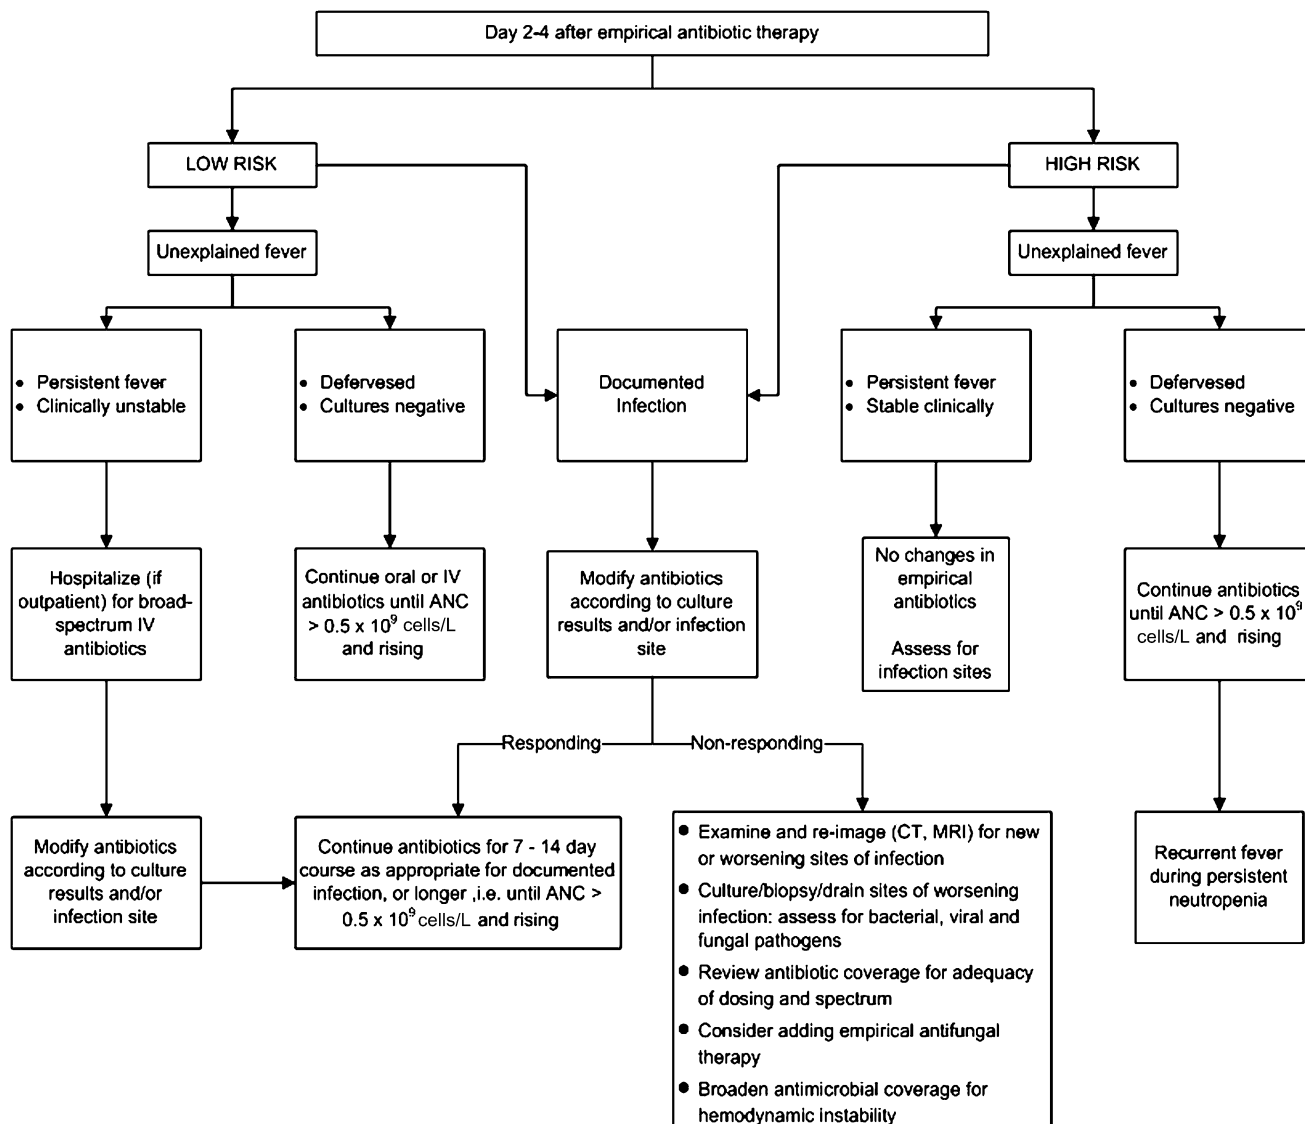 Day 2-4 after empirical antibiotic therapy
LOW RISK
HIGH RISK
Unexplained fever
Unexplained fever
• Persistent fever
• Clinically unstable
• Defervesed
• Cultures negative
Documented
Infection
• Persistent fever
• Stable clinically
• Defervesed
• Cultures negative
Hospitalize (if
outpatient) for broad-
spectrum IV
antibiotics
Continue oral or IV
antibiotics until ANC
> 0.5 x 10⁹ cells/L
and rising
Modify antibiotics
according to culture
results and/or infection
site
No changes in
empirical
antibiotics
Assess for
infection sites
Continue antibiotics
until ANC > 0.5 x 10⁹
cells/L and rising
Responding
Non-responding
Modify antibiotics
according to culture
results and/or
infection site
Continue antibiotics for 7 - 14 day
course as appropriate for documented
infection, or longer ,i.e. until ANC >
0.5 x 10⁹ cells/L and rising
• Examine and re-image (CT, MRI) for new
or worsening sites of infection
• Culture/biopsy/drain sites of worsening
infection: assess for bacterial, viral and
fungal pathogens
• Review antibiotic coverage for adequacy
of dosing and spectrum
• Consider adding empirical antifungal
therapy
• Broaden antimicrobial coverage for
hemodynamic instability
Recurrent fever
during persistent
neutropenia